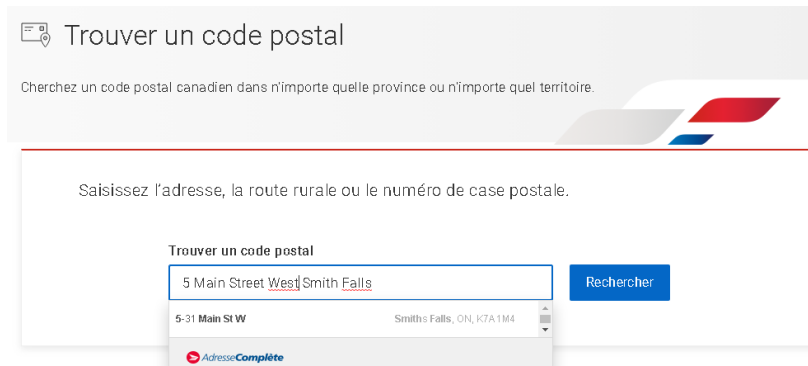 Trouver un code postal
Cherchez un code postal canadien dans n'importe quelle province ou n'importe quel territoire.
Saisissez l'adresse, la route rurale ou le numéro de case postale.
Trouver un code postal
5 Main Street West Smith Falls
Rechercher
5-31 Main St W Smiths Falls, ON, K7A 1M4
AdresseComplète